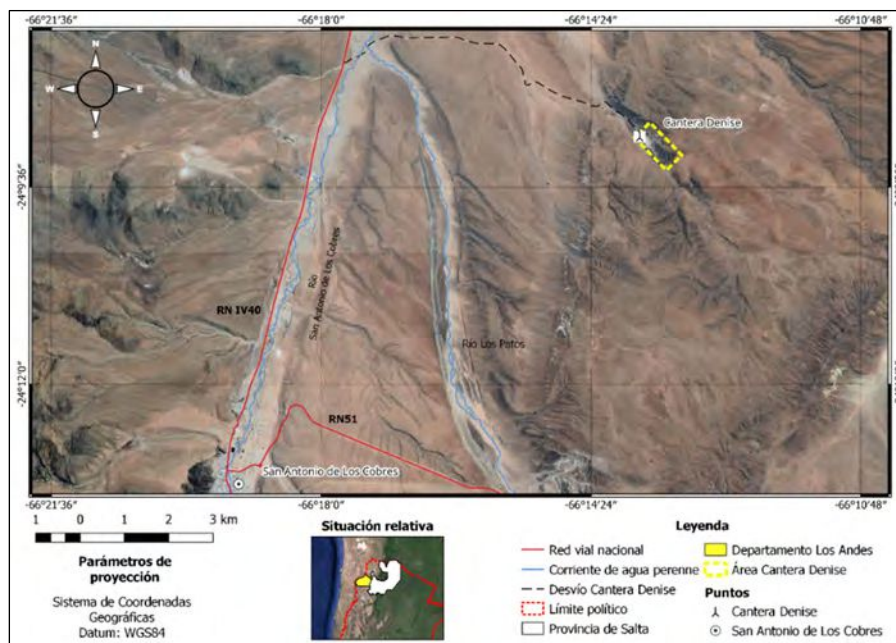 -66°21'36" -66°18'0" -66°14'24" -66°10'48"
N
W E
S
Cantera Denise
-24°9'36"
RN IV40
Río
San Antonio de Los Cobres
Río Los Patos
-24°12'0"
RN51
San Antonio de Los Cobres
-66°21'36" -66°18'0" -66°14'24" -66°10'48"
1 0 1 2 3 km
Parámetros de
proyección
Sistema de Coordenadas
Geográficas
Datum: WGS84
Situación relativa
Leyenda
Red vial nacional
Corriente de agua perenne
Desvío Cantera Denise
Límite político
Provincia de Salta
Departamento Los Andes
Área Cantera Denise
Puntos
Cantera Denise
San Antonio de Los Cobres